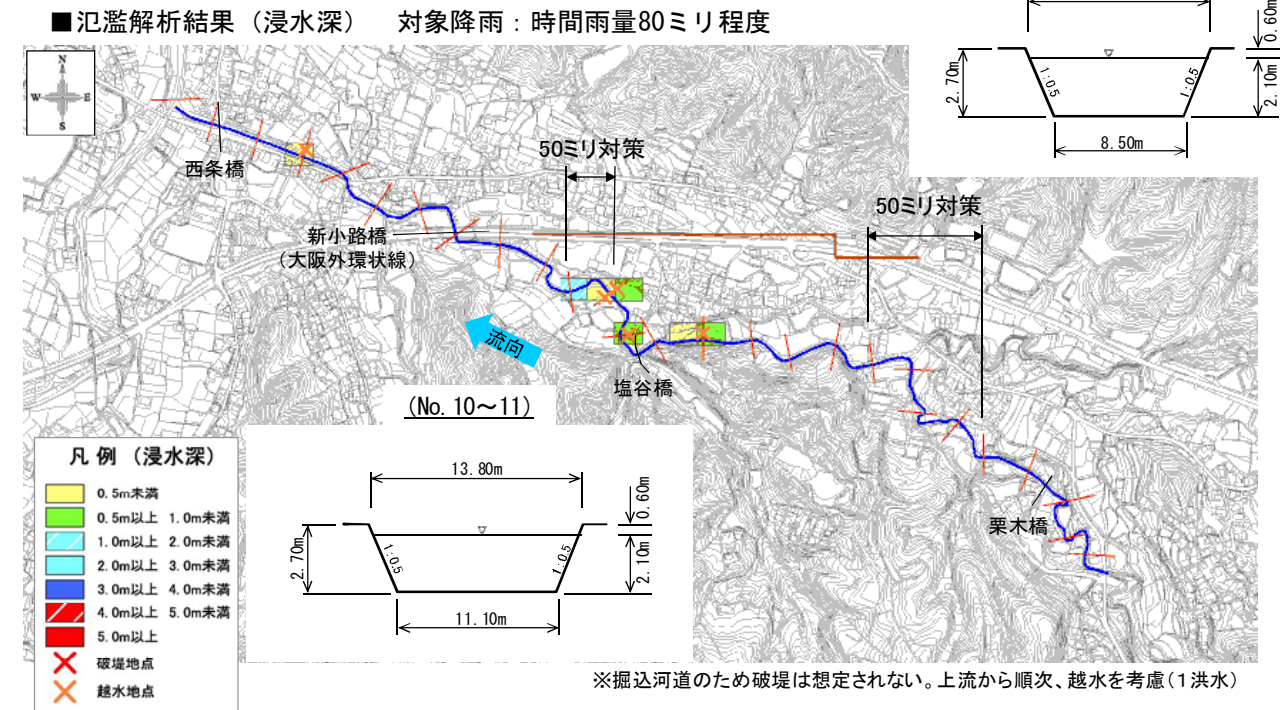 ■氾濫解析結果（浸水深）　対象降雨：時間雨量80ミリ程度
0.60m
2.70m
1:0.5
1:0.5
2.10m
8.50m
N
W
E
S
西条橋
50ミリ対策
50ミリ対策
新小路橋
（大阪外環状線）
流向
塩谷橋
栗木橋
(No. 10～11)
13.80m
0.60m
2.70m
1:0.5
1:0.5
2.10m
11.10m
凡 例 （浸水深）
0.5m未満
0.5m以上 1.0m未満
1.0m以上 2.0m未満
2.0m以上 3.0m未満
3.0m以上 4.0m未満
4.0m以上 5.0m未満
5.0m以上
破堤地点
越水地点
※掘込河道のため破堤は想定されない。上流から順次、越水を考慮(１洪水)